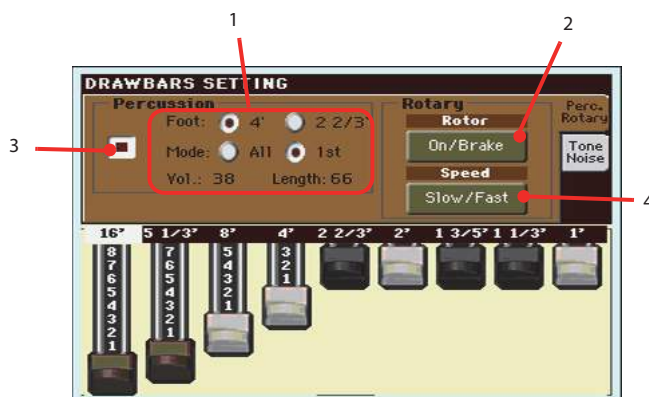 1
2
3
4
DRAWBARS SETTING
Percussion
Foot: 4' 2 2/3'
Mode: All 1st
Vol.: 38 Length: 66
Rotary
Rotor
On/Brake
Speed
Slow/Fast
Perc.
Rotary
Tone
Noise
16' 5 1/3' 8' 4' 2 2/3' 2' 1 3/5' 1 1/3' 1'
8 7 6 5 4 3 2 1
7 6 5 4 3 2 1
5 4 3 2 1
3 2 1